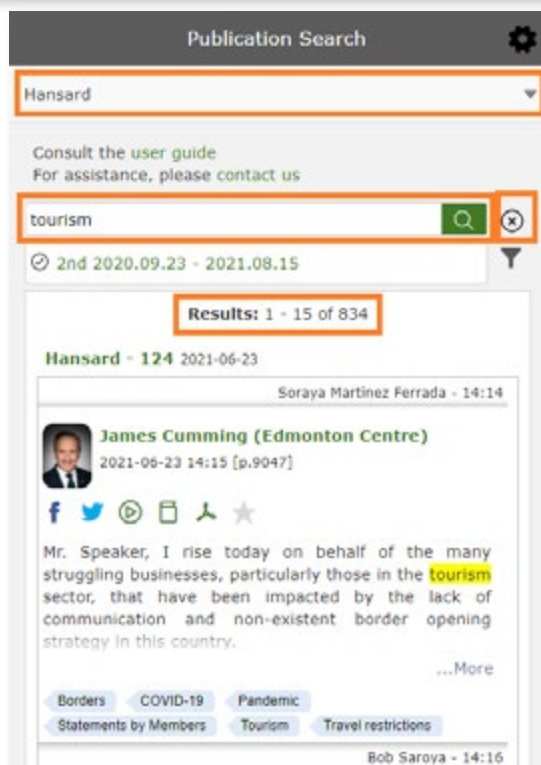 Publication Search
Hansard
Consult the user guide
For assistance, please contact us
tourism
2nd 2020.09.23 - 2021.08.15
Results: 1 - 15 of 834
Hansard - 124 2021-06-23
Soraya Martinez Ferrada - 14:14
James Cumming (Edmonton Centre)
2021-06-23 14:15 [p.9047]
Mr. Speaker, I rise today on behalf of the many
struggling businesses, particularly those in the tourism
sector, that have been impacted by the lack of
communication and non-existent border opening
strategy in this country.
...More
Borders COVID-19 Pandemic
Statements by Members Tourism Travel restrictions
Bob Saroya - 14:16